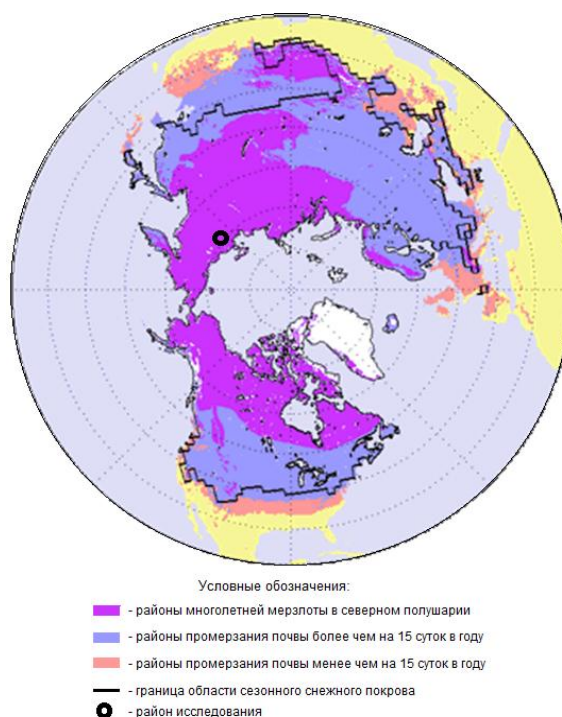 Условные обозначения:
- районы многолетней мерзлоты в северном полушарии
- районы промерзания почвы более чем на 15 суток в году
- районы промерзания почвы менее чем на 15 суток в году
- граница области сезонного снежного покрова
- район исследования